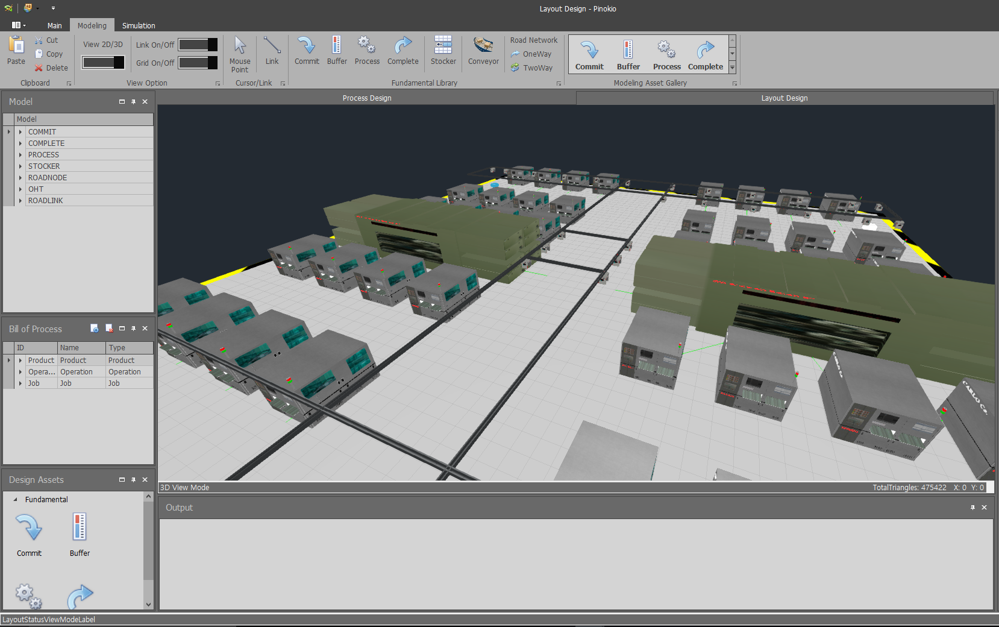 Layout Design - Pinokio
Main
Modeling
Simulation
Paste
Cut
Copy
Delete
Clipboard
View 2D/3D
Link On/Off
Grid On/Off
View Option
Mouse
Point
Link
Cursor/Link
Commit
Buffer
Process
Complete
Stocker
Conveyor
Road Network
OneWay
TwoWay
Fundamental Library
Commit
Buffer
Process
Complete
Modeling Asset Gallery
Model
Model
COMMIT
COMPLETE
PROCESS
STOCKER
ROADNODE
OHT
ROADLINK
Bill of Process
ID Name Type
Product Product Product
Opera... Operation Operation
Job Job Job
Design Assets
Fundamental
Commit
Buffer
Process Design
Layout Design
CARLO Co.
3D View Mode
TotalTriangles: 475422 X: 0 Y: 0
Output
LayoutStatusViewModeLabel